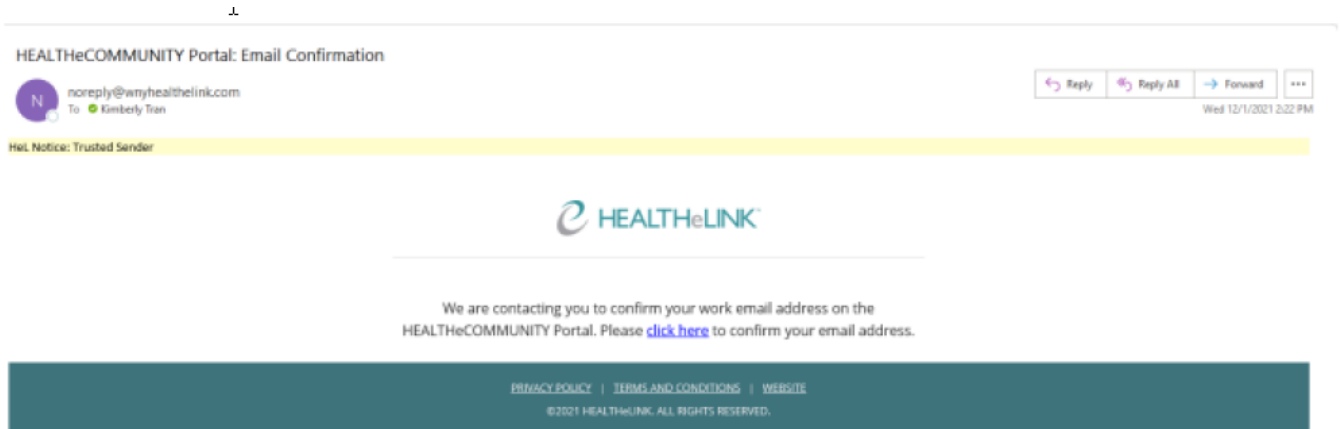 HEALTHeCOMMUNITY Portal: Email Confirmation
N
noreply@wnyhealthelink.com
To Kimberly Tran
Reply
Reply All
Forward
Wed 12/1/2021 2:22 PM
HeL Notice: Trusted Sender
HEALTHeLINK™
We are contacting you to confirm your work email address on the
HEALTHeCOMMUNITY Portal. Please click here to confirm your email address.
PRIVACY POLICY | TERMS AND CONDITIONS | WEBSITE
©2021 HEALTHeLINK. ALL RIGHTS RESERVED.